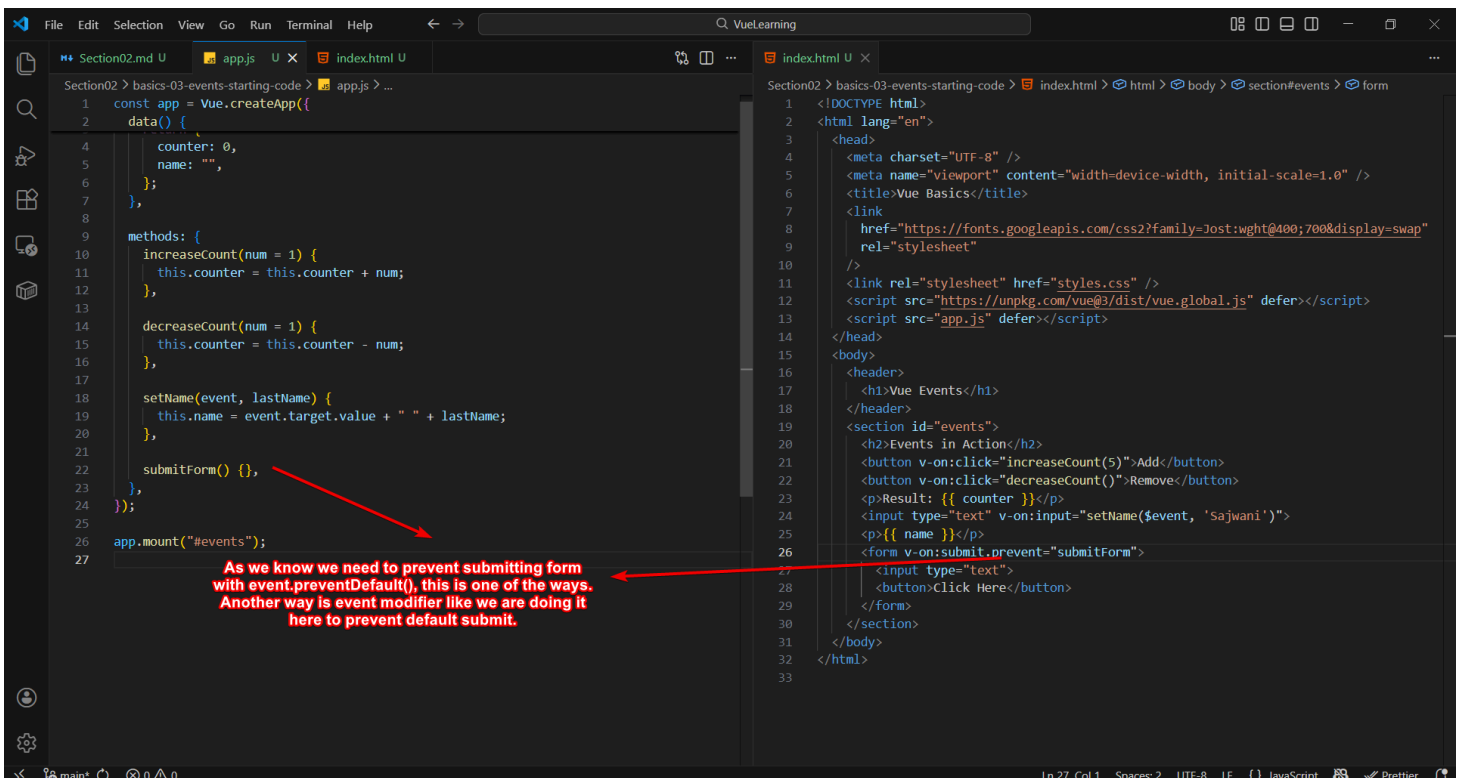 File Edit Selection View Go Run Terminal Help VueLearning
Section02.md U app.js U index.html U
Section02 > basics-03-events-starting-code > app.js > ...
1 const app = Vue.createApp({
2 data() {
4 counter: 0,
5 name: "",
6 };
7 },
8
9 methods: {
10 increaseCount(num = 1) {
11 this.counter = this.counter + num;
12 },
13
14 decreaseCount(num = 1) {
15 this.counter = this.counter - num;
16 },
17
18 setName(event, lastName) {
19 this.name = event.target.value + " " + lastName;
20 },
21
22 submitForm() {},
23 },
24 });
25
26 app.mount("#events");
27
As we know we need to prevent submitting form
with event.preventDefault(), this is one of the ways.
Another way is event modifier like we are doing it
here to prevent default submit.
index.html U
Section02 > basics-03-events-starting-code > index.html > html > body > section#events > form
1 <!DOCTYPE html>
2 <html lang="en">
3 <head>
4 <meta charset="UTF-8" />
5 <meta name="viewport" content="width=device-width, initial-scale=1.0" />
6 <title>Vue Basics</title>
7 <link
8 href="https://fonts.googleapis.com/css2?family=Jost:wght@400;700&display=swap"
9 rel="stylesheet"
10 />
11 <link rel="stylesheet" href="styles.css" />
12 <script src="https://unpkg.com/vue@3/dist/vue.global.js" defer></script>
13 <script src="app.js" defer></script>
14 </head>
15 <body>
16 <header>
17 <h1>Vue Events</h1>
18 </header>
19 <section id="events">
20 <h2>Events in Action</h2>
21 <button v-on:click="increaseCount(5)">Add</button>
22 <button v-on:click="decreaseCount()">Remove</button>
23 <p>Result: {{ counter }}</p>
24 <input type="text" v-on:input="setName($event, 'Sajwani')">
25 <p>{{ name }}</p>
26 <form v-on:submit.prevent="submitForm">
27 <input type="text">
28 <button>Click Here</button>
29 </form>
30 </section>
31 </body>
32 </html>
33
main* 0 0 Ln 27, Col 1 Spaces: 2 UTF-8 LF {} JavaScript Prettier